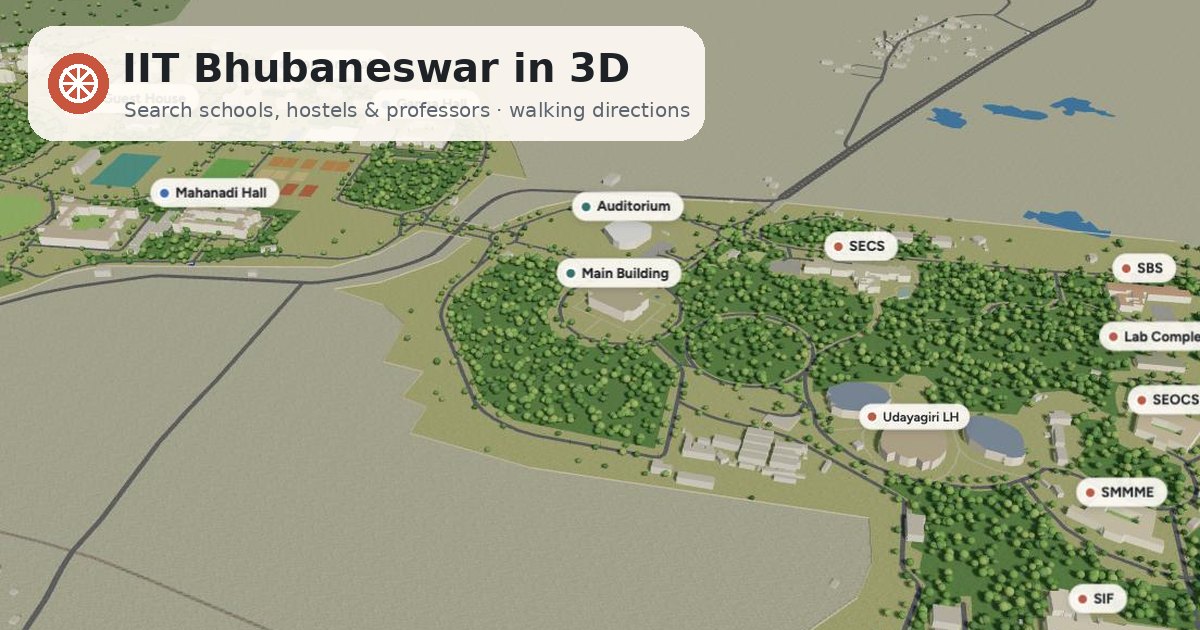 IIT Bhubaneswar in 3D
Search schools, hostels & professors · walking directions
Mahanadi Hall
Auditorium
Main Building
SECS
SBS
Lab Comple
SEOCS
Udayagiri LH
SMMME
SIF